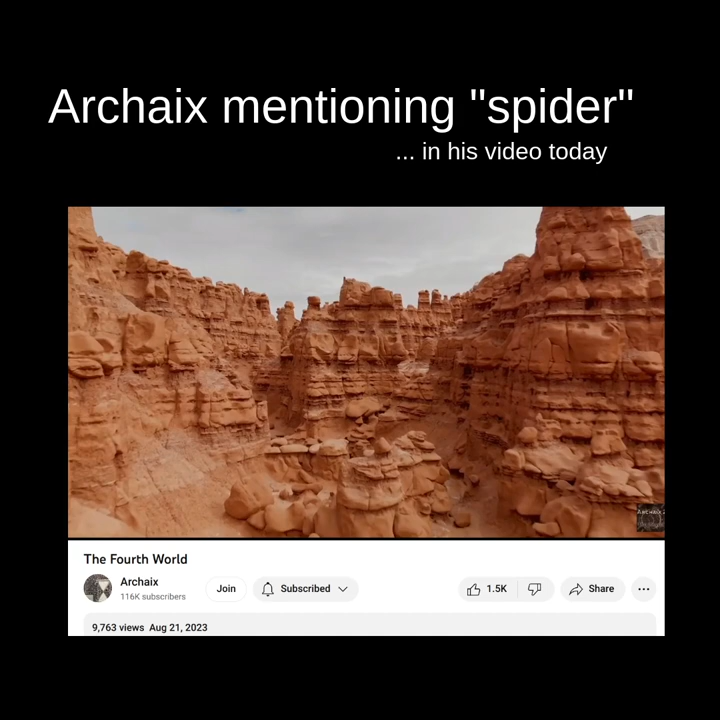 Archaix mentioning "spider"
... in his video today
The Fourth World
Archaix
116K subscribers
Join
Subscribed
1.5K
Share
9,763 views Aug 21, 2023